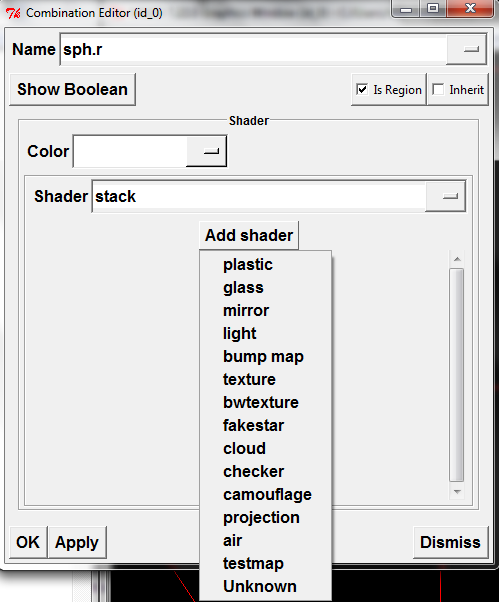 Combination Editor (id_0)
Name sph.r
Show Boolean Is Region Inherit
Shader
Color
Shader stack
Add shader
plastic
glass
mirror
light
bump map
texture
bwtexture
fakestar
cloud
checker
camouflage
projection
air
testmap
Unknown
OK Apply Dismiss